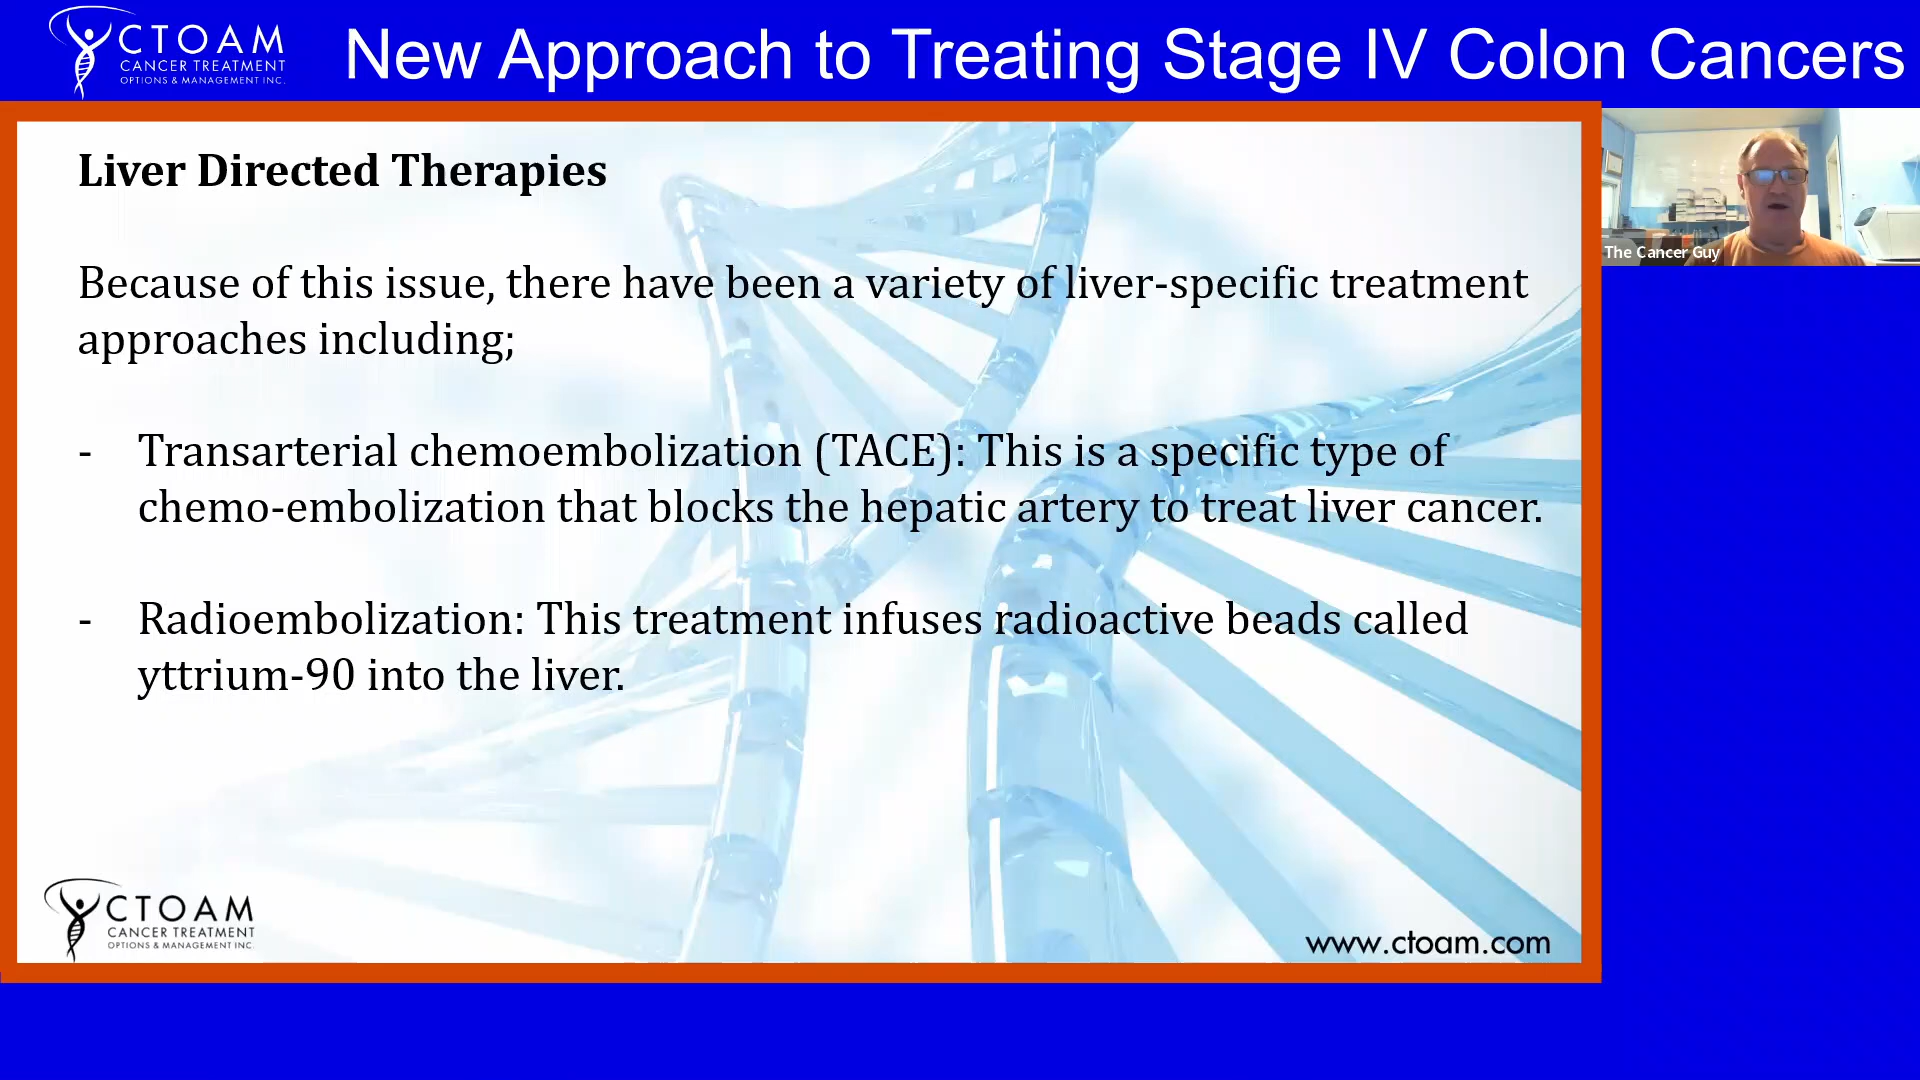 CTOAM
CANCER TREATMENT
OPTIONS & MANAGEMENT INC.
New Approach to Treating Stage IV Colon Cancers
Liver Directed Therapies
Because of this issue, there have been a variety of liver-specific treatment
approaches including;
- Transarterial chemoembolization (TACE): This is a specific type of
chemo-embolization that blocks the hepatic artery to treat liver cancer.
- Radioembolization: This treatment infuses radioactive beads called
yttrium-90 into the liver.
The Cancer Guy
CTOAM
CANCER TREATMENT
OPTIONS & MANAGEMENT INC.
www.ctoam.com